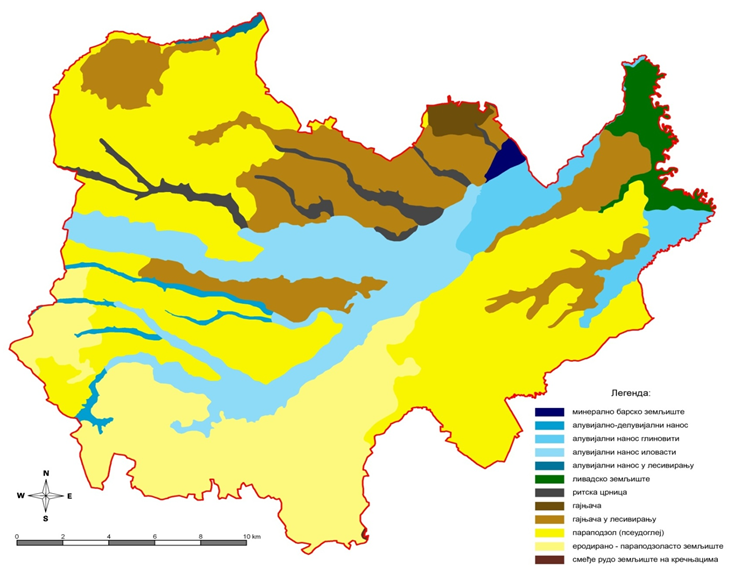 Легенда:
минерално барско земљиште
алувијално-делувијални нанос
алувијални нанос глиновити
алувијални нанос иловасти
алувијални нанос у лесивирању
ливадско земљиште
ритска црница
гајњача
гајњача у лесивирању
параподзол (псеудоглеј)
еродирано - параподзоласто земљиште
смеђе рудо земљиште на кречњацима
N
W E
S
0 2 4 6 8 10 km